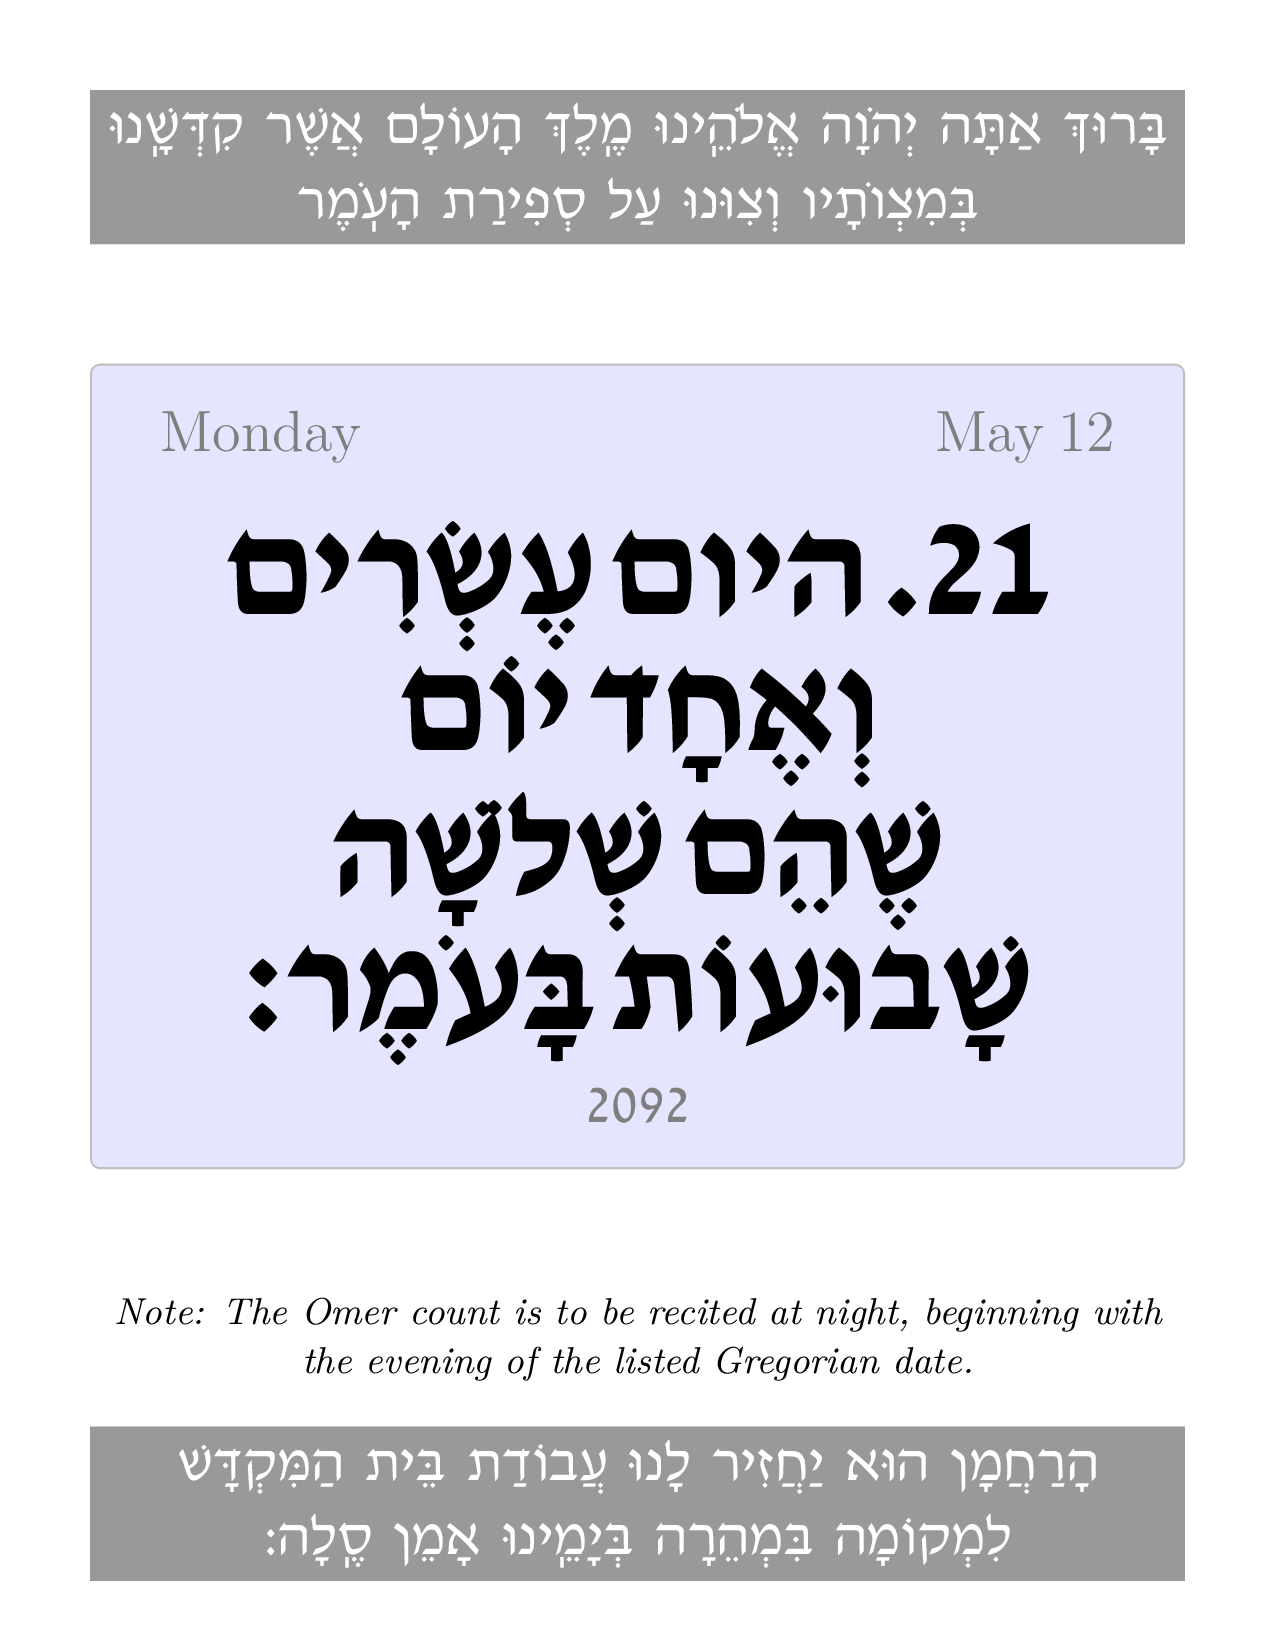 בָּרוּךְ אַתָּה יְהֹוָה אֱלֹהֵֽינוּ מֶֽלֶךְ הָעוֹלָם אֲשֶׁר קִדְּשָֽׁנוּ
בְּמִצְוֹתָיו וְצִוּנוּ עַל סְפִירַת הָעֹֽמֶר
Monday May 12
21. היום עֶשְׂרִים
וְאֶחָד יוֹם
שֶׁהֵם שְׁלֹשָׁה
שָׁבוּעוֹת בָּעֹמֶר:
2092
Note: The Omer count is to be recited at night, beginning with
the evening of the listed Gregorian date.
הָרַחֲמָן הוּא יַחֲזִיר לָנוּ עֲבוֹדַת בֵּית הַמִּקְדָּשׁ
לִמְקוֹמָה בִּמְהֵרָה בְּיָמֵֽינוּ אָמֵן סֶֽלָה: